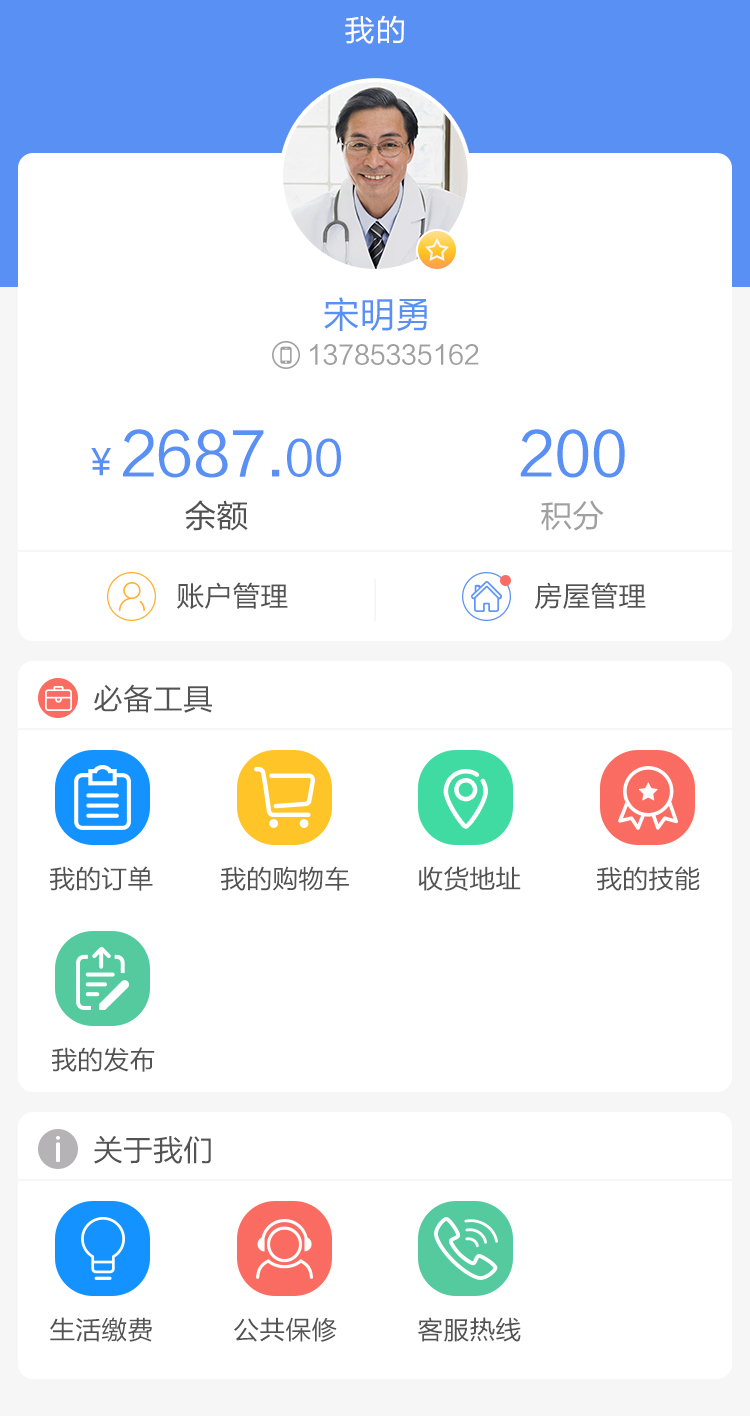 我的
宋明勇
13785335162
¥ 2687.00 200
余额 积分
账户管理 房屋管理
必备工具
我的订单 我的购物车 收货地址 我的技能
我的发布
关于我们
生活缴费 公共保修 客服热线